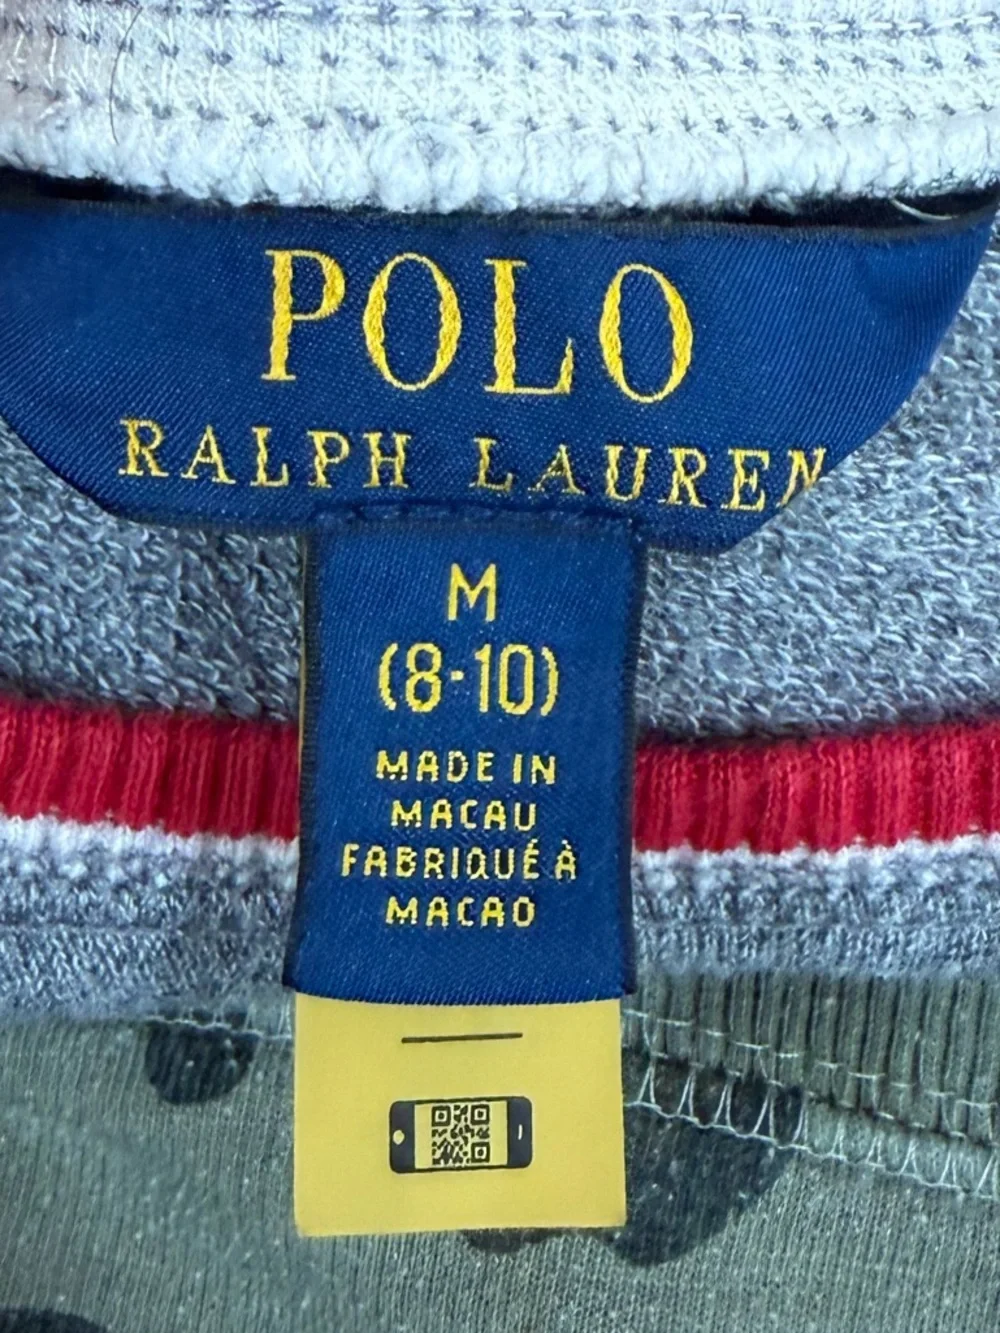 POLO
RALPH LAUREN
M
(8-10)
MADE IN
MACAU
FABRIQUÉ À
MACAO